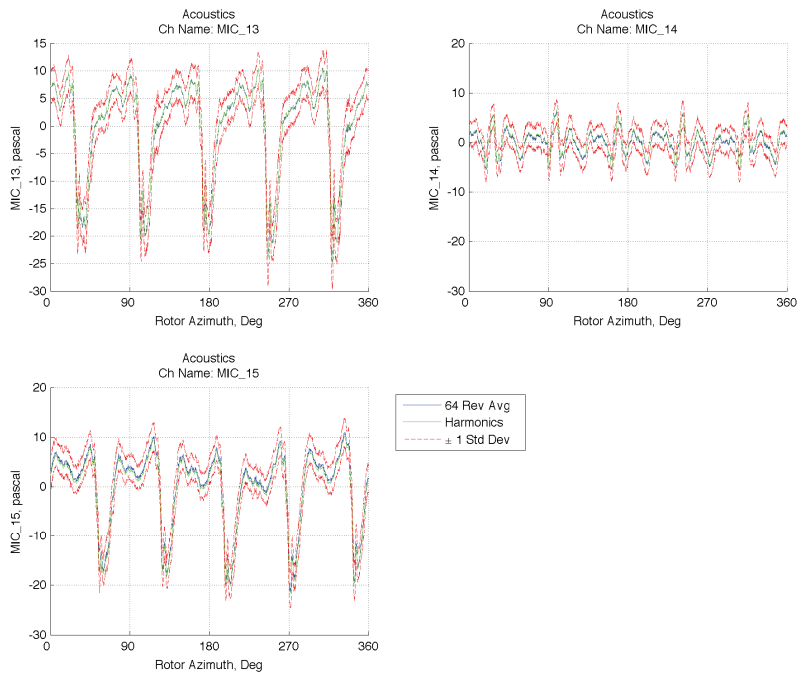 Acoustics
Ch Name: MIC_13
15
10
5
0
-5
-10
-15
-20
-25
-30
MIC_13, pascal
0 90 180 270 360
Rotor Azimuth, Deg
Acoustics
Ch Name: MIC_14
20
10
0
-10
-20
-30
MIC_14, pascal
0 90 180 270 360
Rotor Azimuth, Deg
Acoustics
Ch Name: MIC_15
20
10
0
-10
-20
-30
MIC_15, pascal
0 90 180 270 360
Rotor Azimuth, Deg
64 Rev Avg
Harmonics
± 1 Std Dev